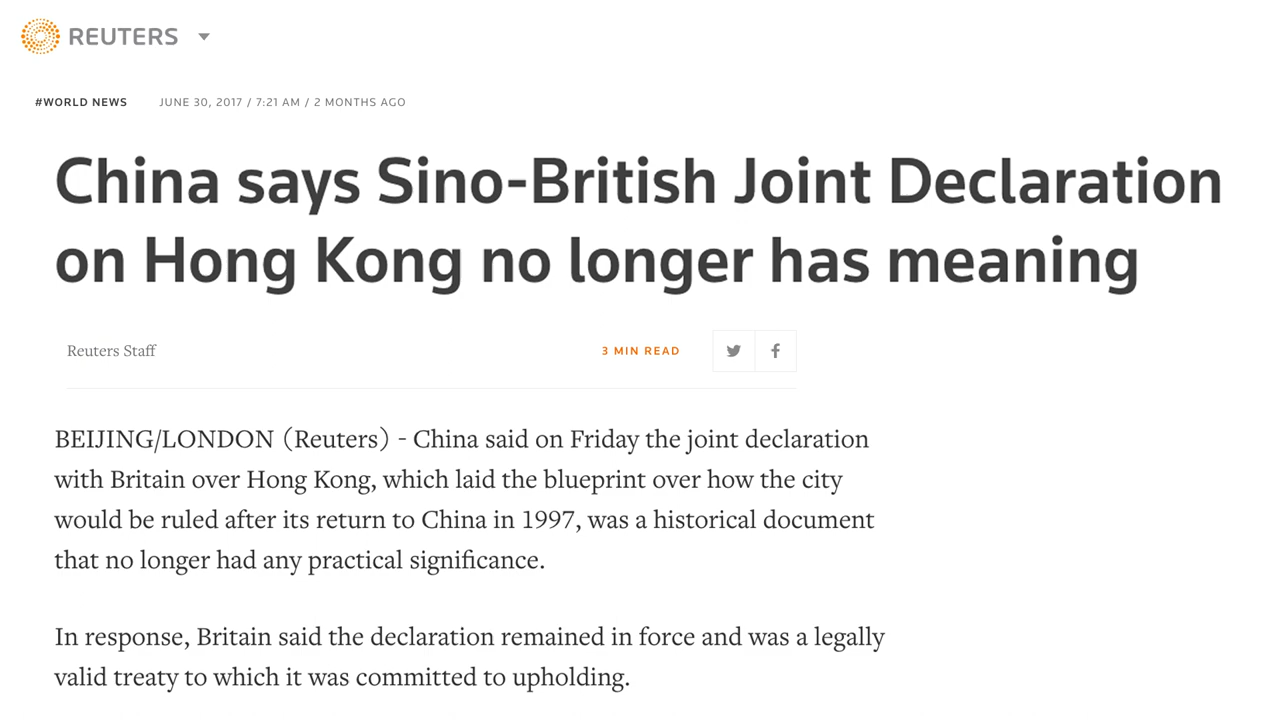 REUTERS
#WORLD NEWS JUNE 30, 2017 / 7:21 AM / 2 MONTHS AGO
China says Sino-British Joint Declaration
on Hong Kong no longer has meaning
Reuters Staff 3 MIN READ
BEIJING/LONDON (Reuters) - China said on Friday the joint declaration
with Britain over Hong Kong, which laid the blueprint over how the city
would be ruled after its return to China in 1997, was a historical document
that no longer had any practical significance.
In response, Britain said the declaration remained in force and was a legally
valid treaty to which it was committed to upholding.